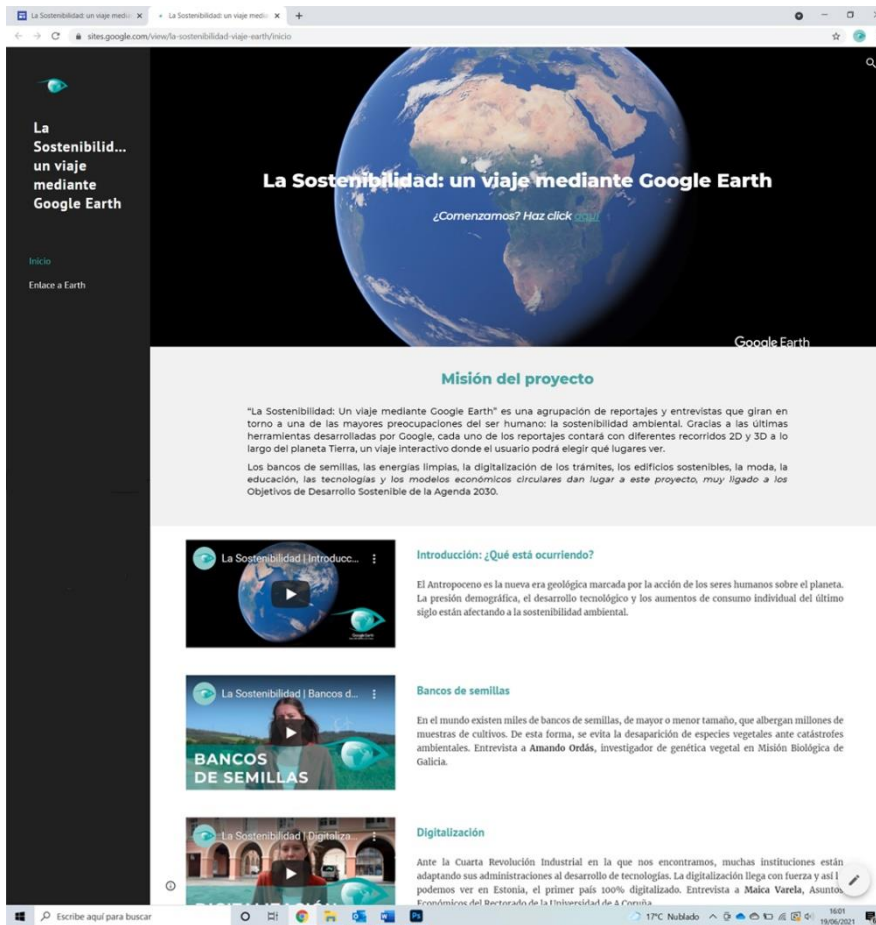 La Sostenibilidad: un viaje medi
La Sostenibilidad: un viaje medi
sites.google.com/view/la-sostenibilidad-viaje-earth/inicio
La
Sostenibilid...
un viaje
mediante
Google Earth
Inicio
Enlace a Earth
La Sostenibilidad: un viaje mediante Google Earth
¿Comenzamos? Haz click aquí
Google Earth
Misión del proyecto
“La Sostenibilidad: Un viaje mediante Google Earth” es una agrupación de reportajes y entrevistas que giran en
torno a una de las mayores preocupaciones del ser humano: la sostenibilidad ambiental. Gracias a las últimas
herramientas desarrolladas por Google, cada uno de los reportajes contará con diferentes recorridos 2D y 3D a lo
largo del planeta Tierra, un viaje interactivo donde el usuario podrá elegir qué lugares ver.
Los bancos de semillas, las energías limpias, la digitalización de los trámites, los edificios sostenibles, la moda, la
educación, las tecnologías y los modelos económicos circulares dan lugar a este proyecto, muy ligado a los
Objetivos de Desarrollo Sostenible de la Agenda 2030.
La Sostenibilidad | Introducc...
Google Earth
Introducción: ¿Qué está ocurriendo?
El Antropoceno es la nueva era geológica marcada por la acción de los seres humanos sobre el planeta.
La presión demográfica, el desarrollo tecnológico y los aumentos de consumo individual del último
siglo están afectando a la sostenibilidad ambiental.
La Sostenibilidad | Bancos d...
BANCOS
DE SEMILLAS
Bancos de semillas
En el mundo existen miles de bancos de semillas, de mayor o menor tamaño, que albergan millones de
muestras de cultivos. De esta forma, se evita la desaparición de especies vegetales ante catástrofes
ambientales. Entrevista a Amando Ordás, investigador de genética vegetal en Misión Biológica de
Galicia.
La Sostenibilidad | Digitaliza
DIGITALIZACIÓN
Digitalización
Ante la Cuarta Revolución Industrial en la que nos encontramos, muchas instituciones están
adaptando sus administraciones al desarrollo de tecnologías. La digitalización llega con fuerza y así l
podemos ver en Estonia, el primer país 100% digitalizado. Entrevista a Maica Varela, Asuntos
Económicos del Rectorado de la Universidad de A Coruña
Escribe aquí para buscar
17°C Nublado
16:01
19/06/2021